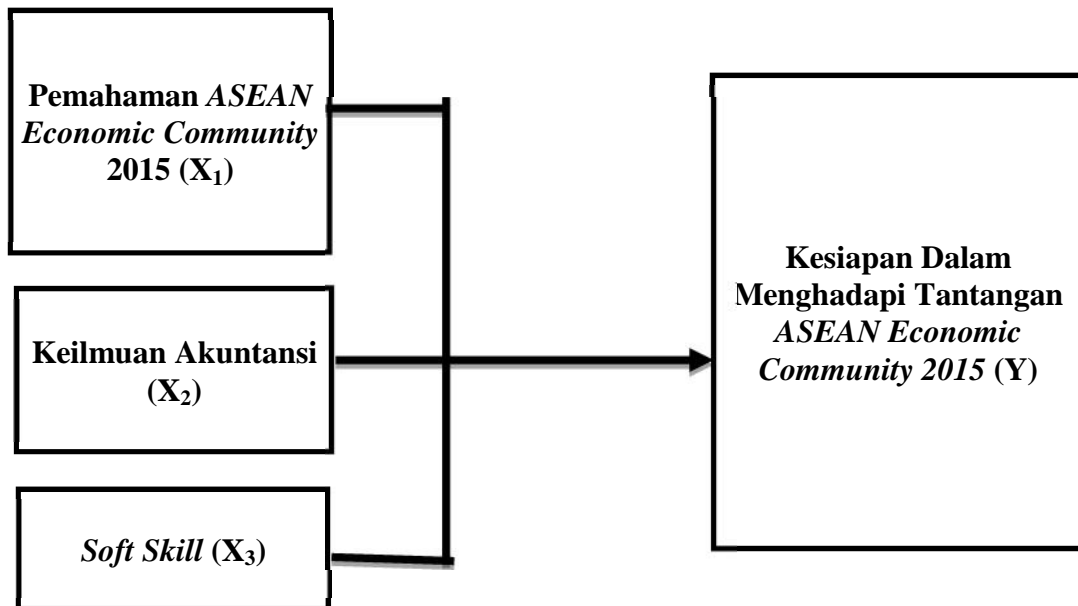 Pemahaman ASEAN
Economic Community
2015 (X₁)
Keilmuan Akuntansi
(X₂)
Soft Skill (X₃)
Kesiapan Dalam
Menghadapi Tantangan
ASEAN Economic
Community 2015 (Y)